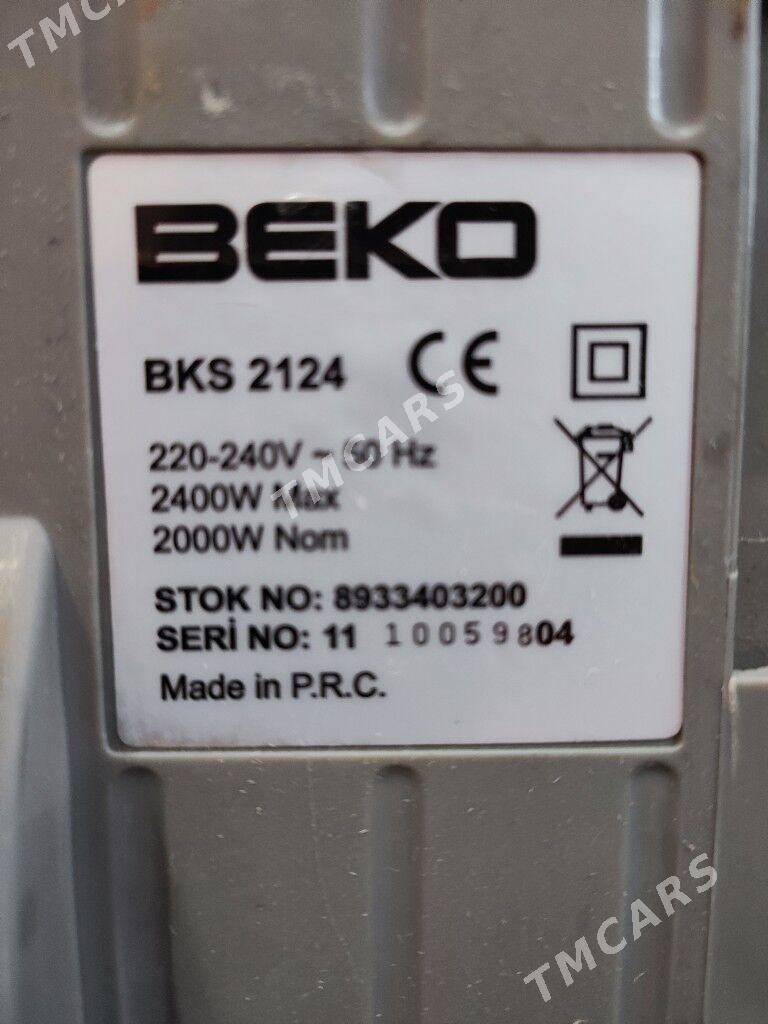 TMCARS
BEKO
BKS 2124 CE
220-240V ~ 50 Hz
TMCARS
2400W Max
2000W Nom
STOK NO: 8933403200
SERİ NO: 11 10059804
Made in P.R.C.
TMCARS